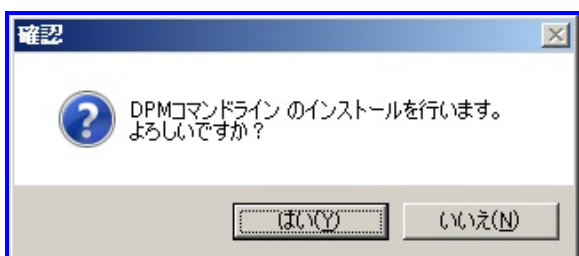 確認
DPMコマンドライン のインストールを行います。
よろしいですか？
はい(Y)
いいえ(N)